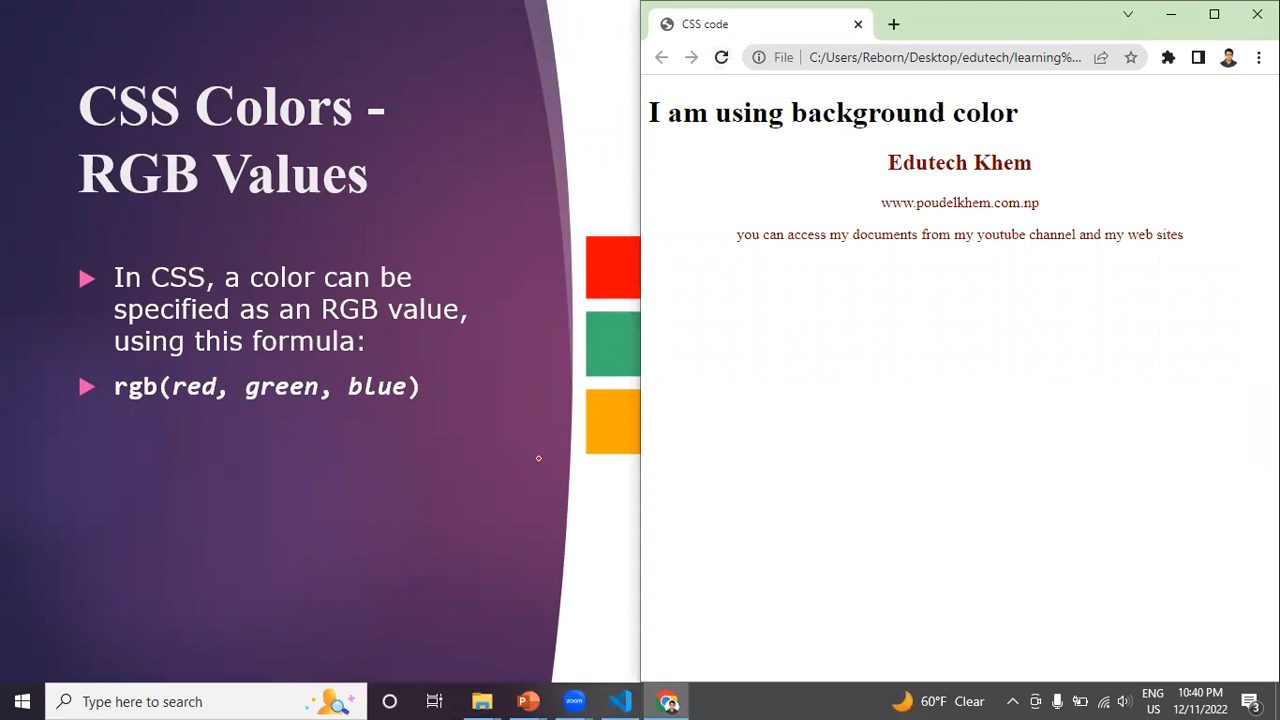 CSS Colors -
RGB Values
In CSS, a color can be
specified as an RGB value,
using this formula:
rgb(red, green, blue)
CSS code
File
C:/Users/Reborn/Desktop/edutech/learning%...
I am using background color
Edutech Khem
www.poudelkhem.com.np
you can access my documents from my youtube channel and my web sites
Type here to search
zoom
60°F Clear
ENG
US
10:40 PM
12/11/2022
3